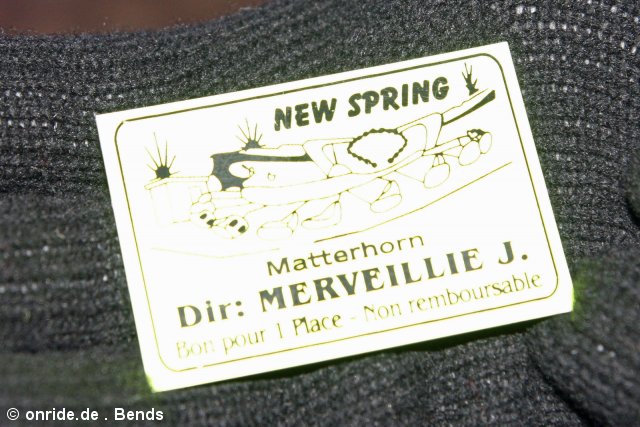 NEW SPRING
Matterhorn
Dir: MERVEILLIE J.
Bon pour 1 Place - Non remboursable
© onride.de . Bends